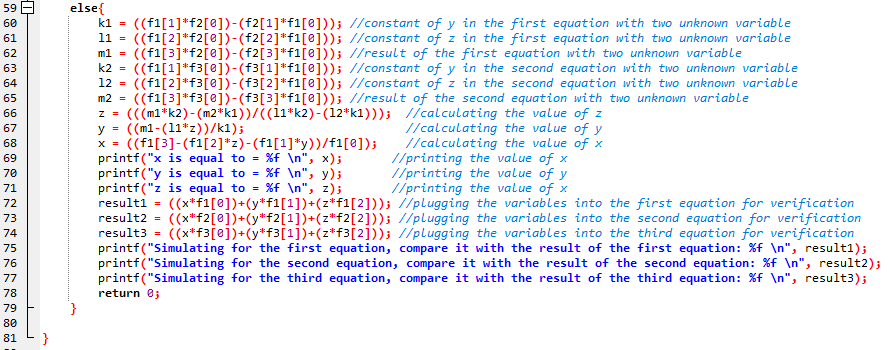 59 else{
60 k1 = ((f1[1]*f2[0])-(f2[1]*f1[0])); //constant of y in the first equation with two unknown variable
61 l1 = ((f1[2]*f2[0])-(f2[2]*f1[0])); //constant of z in the first equation with two unknown variable
62 m1 = ((f1[3]*f2[0])-(f2[3]*f1[0])); //result of the first equation with two unknown variable
63 k2 = ((f1[1]*f3[0])-(f3[1]*f1[0])); //constant of y in the second equation with two unknown variable
64 l2 = ((f1[2]*f3[0])-(f3[2]*f1[0])); //constant of z in the second equation with two unknown variable
65 m2 = ((f1[3]*f3[0])-(f3[3]*f1[0])); //result of the second equation with two unknown variable
66 z = (((m1*k2)-(m2*k1))/((l1*k2)-(l2*k1))); //calculating the value of z
67 y = ((m1-(l1*z))/k1); //calculating the value of y
68 x = ((f1[3]-(f1[2]*z)-(f1[1]*y))/f1[0]); //calculating the value of x
69 printf("x is equal to = %f \n", x); //printing the value of x
70 printf("y is equal to = %f \n", y); //printing the value of y
71 printf("z is equal to = %f \n", z); //printing the value of x
72 result1 = ((x*f1[0])+(y*f1[1])+(z*f1[2])); //plugging the variables into the first equation for verification
73 result2 = ((x*f2[0])+(y*f2[1])+(z*f2[2])); //plugging the variables into the second equation for verification
74 result3 = ((x*f3[0])+(y*f3[1])+(z*f3[2])); //plugging the variables into the third equation for verification
75 printf("Simulating for the first equation, compare it with the result of the first equation: %f \n", result1);
76 printf("Simulating for the second equation, compare it with the result of the second equation: %f \n", result2);
77 printf("Simulating for the third equation, compare it with the result of the third equation: %f \n", result3);
78 return 0;
79 }
80
81 }